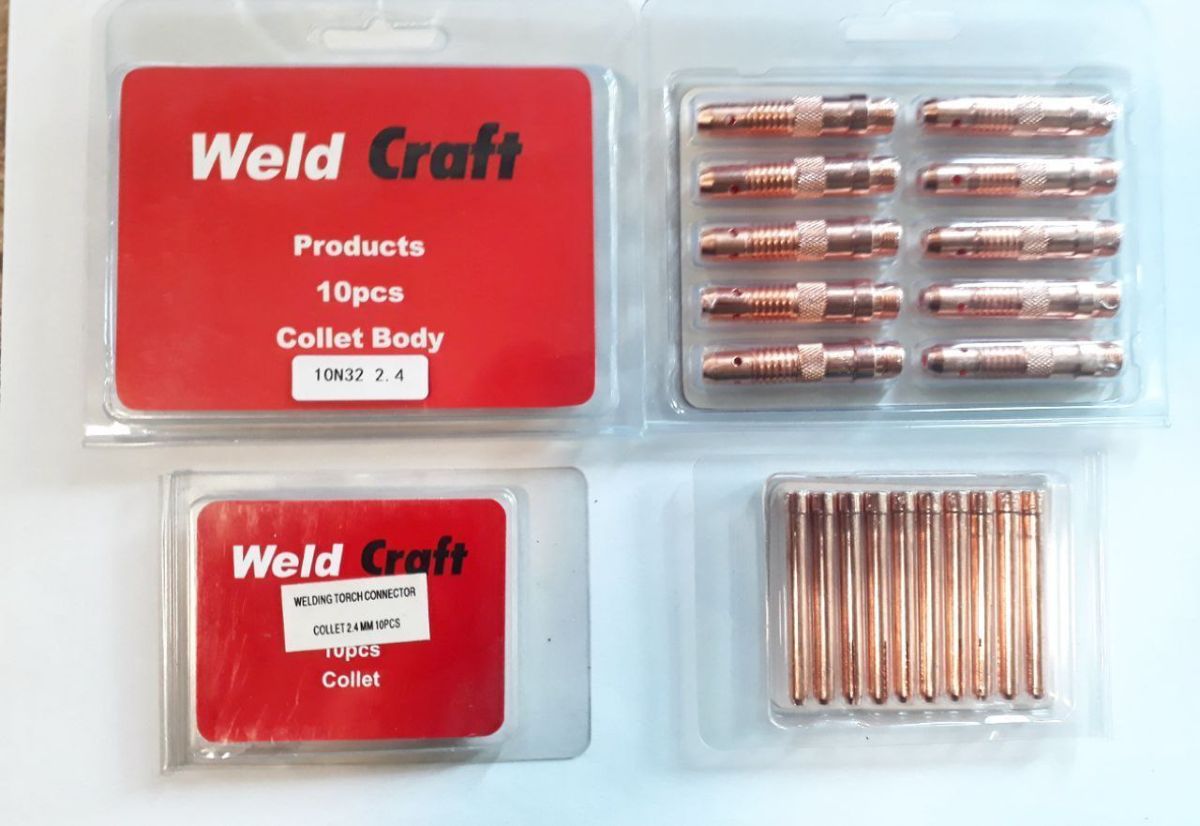 Weld Craft
Products
10pcs
Collet Body
10N32 2.4
Weld Craft
WELDING TORCH CONNECTOR
COLLET 2.4 MM 10PCS
10pcs
Collet